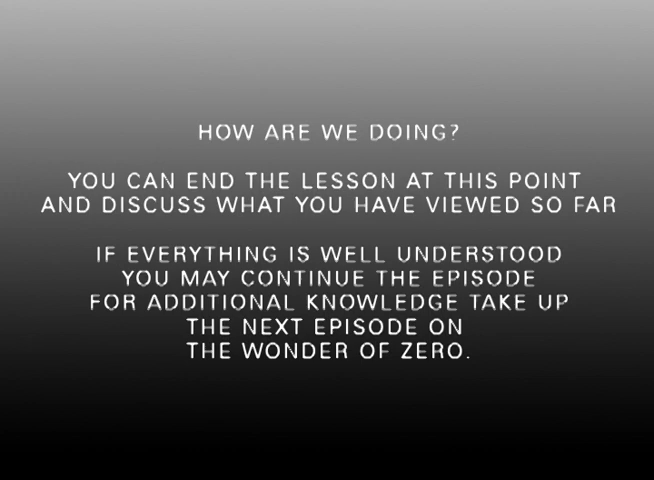 HOW ARE WE DOING?
YOU CAN END THE LESSON AT THIS POINT
AND DISCUSS WHAT YOU HAVE VIEWED SO FAR
IF EVERYTHING IS WELL UNDERSTOOD
YOU MAY CONTINUE THE EPISODE
FOR ADDITIONAL KNOWLEDGE TAKE UP
THE NEXT EPISODE ON
THE WONDER OF ZERO.